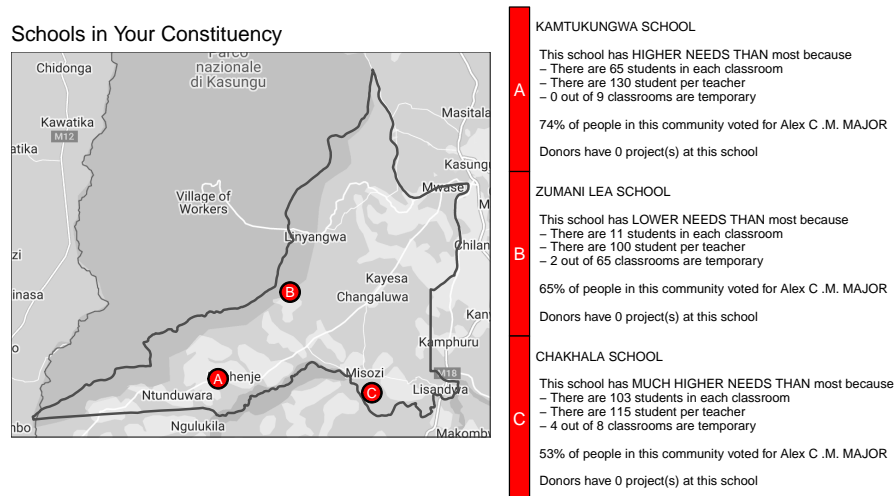 Schools in Your Constituency
Parco
nazionale
di Kasungu
Chidonga
Kawatika
M12
atika
Masitala
Kasungu
Mwase
M
Village of
Workers
Linyangwa
Chilan
zi
inasa
B
Kayesa
Changaluwa
Kany
o
Kamphuru
A
henje
Misozi
M18
C
Lisandwa
Ntunduwara
nbo
Ngulukila
Makomby
A
KAMTUKUNGWA SCHOOL
This school has HIGHER NEEDS THAN most because
– There are 65 students in each classroom
– There are 130 student per teacher
– 0 out of 9 classrooms are temporary
74% of people in this community voted for Alex C .M. MAJOR
Donors have 0 project(s) at this school
B
ZUMANI LEA SCHOOL
This school has LOWER NEEDS THAN most because
– There are 11 students in each classroom
– There are 100 student per teacher
– 2 out of 65 classrooms are temporary
65% of people in this community voted for Alex C .M. MAJOR
Donors have 0 project(s) at this school
C
CHAKHALA SCHOOL
This school has MUCH HIGHER NEEDS THAN most because
– There are 103 students in each classroom
– There are 115 student per teacher
– 4 out of 8 classrooms are temporary
53% of people in this community voted for Alex C .M. MAJOR
Donors have 0 project(s) at this school